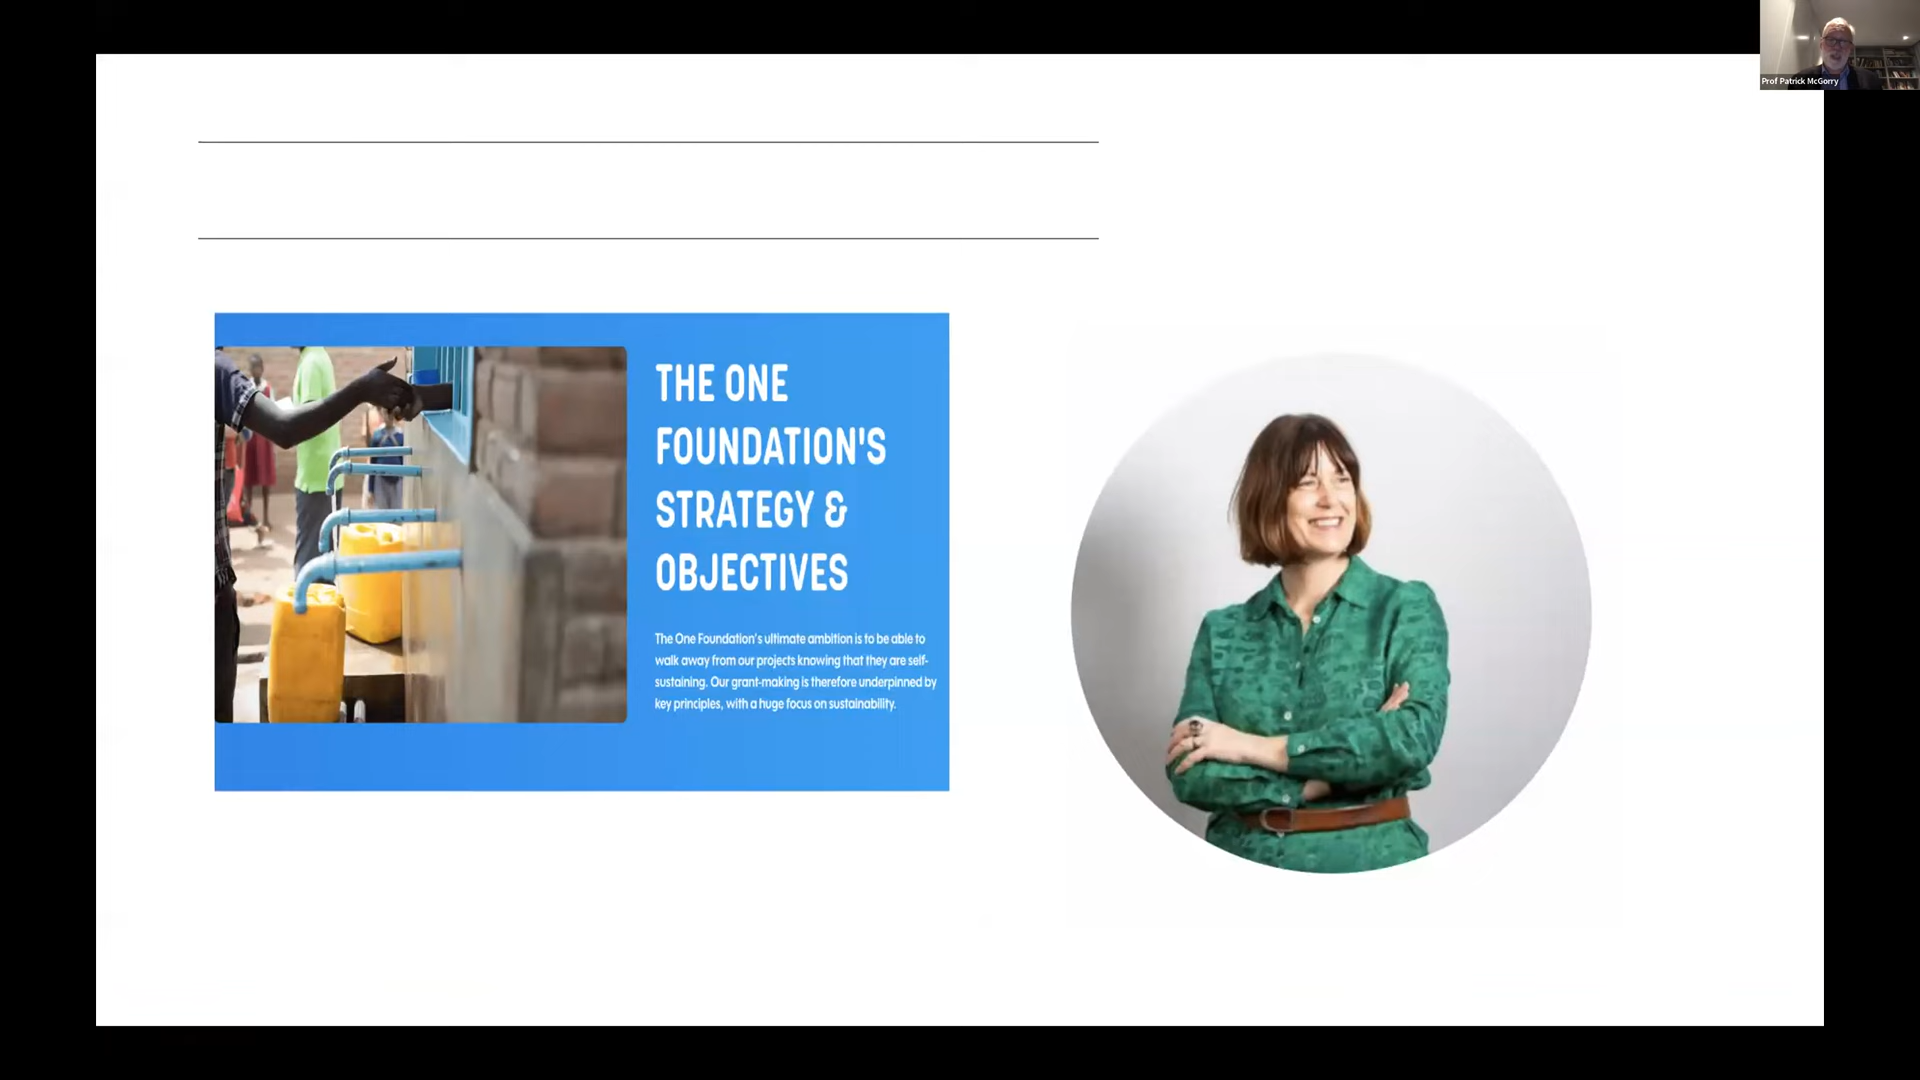 Prof Patrick McGorry
THE ONE
FOUNDATION'S
STRATEGY &
OBJECTIVES
The One Foundation's ultimate ambition is to be able to
walk away from our projects knowing that they are self-
sustaining. Our grant-making is therefore underpinned by
key principles, with a huge focus on sustainability.